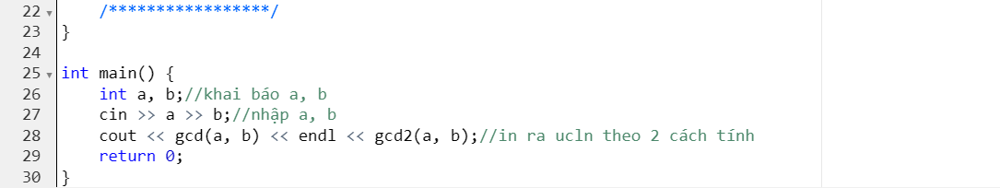 22 /*****************/
23 }
24
25 int main() {
26 int a, b;//khai báo a, b
27 cin >> a >> b;//nhập a, b
28 cout << gcd(a, b) << endl << gcd2(a, b);//in ra ucln theo 2 cách tính
29 return 0;
30 }